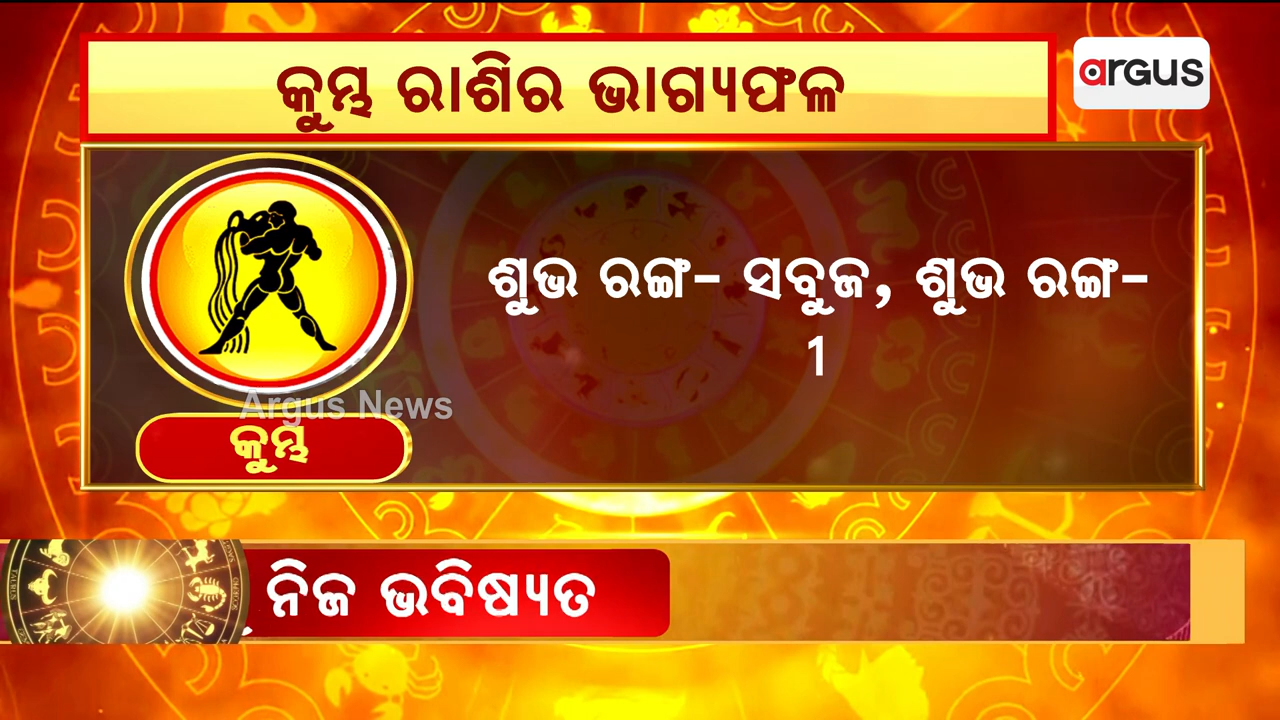 କୁମ୍ଭ ରାଶିର ଭାଗ୍ୟଫଳ
argus
ଶୁଭ ରଙ୍ଗ- ସବୁଜ, ଶୁଭ ରଙ୍ଗ-
1
Argus News
କୁମ୍ଭ
ନିଜ ଭବିଷ୍ୟତ